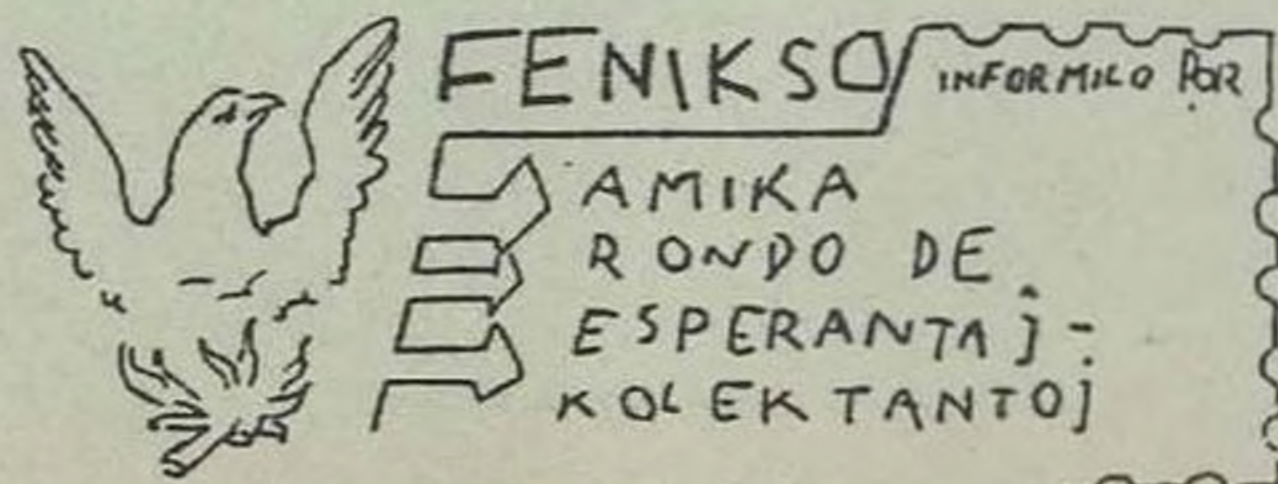 FENIKSO
INFORMILO POR
AMIKA
RONDO DE
ESPERANTAĴ-
KOLEKTANTOJ